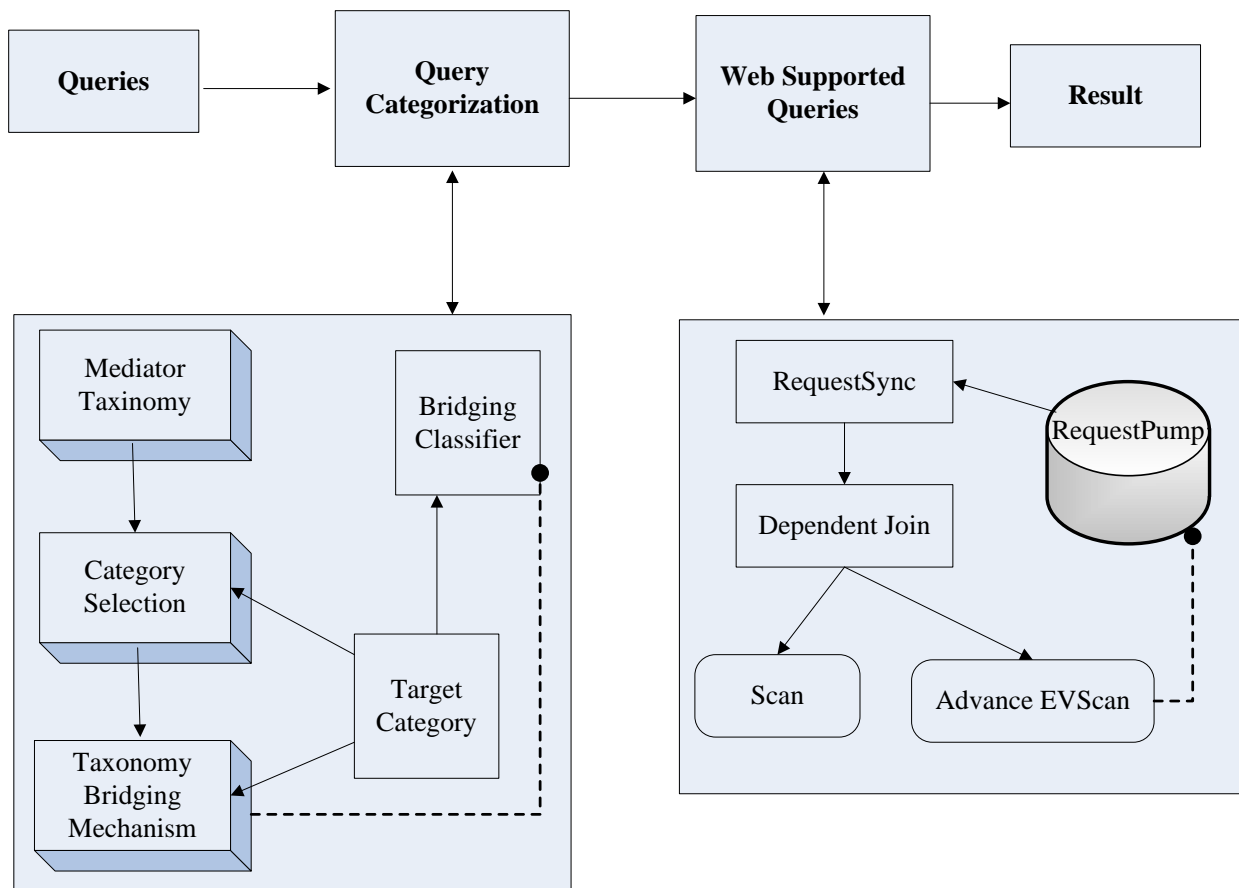 Queries
Query
Categorization
Web Supported
Queries
Result
Mediator
Taxinomy
Bridging
Classifier
Category
Selection
Target
Category
Taxonomy
Bridging
Mechanism
RequestSync
RequestPump
Dependent Join
Scan
Advance EVScan